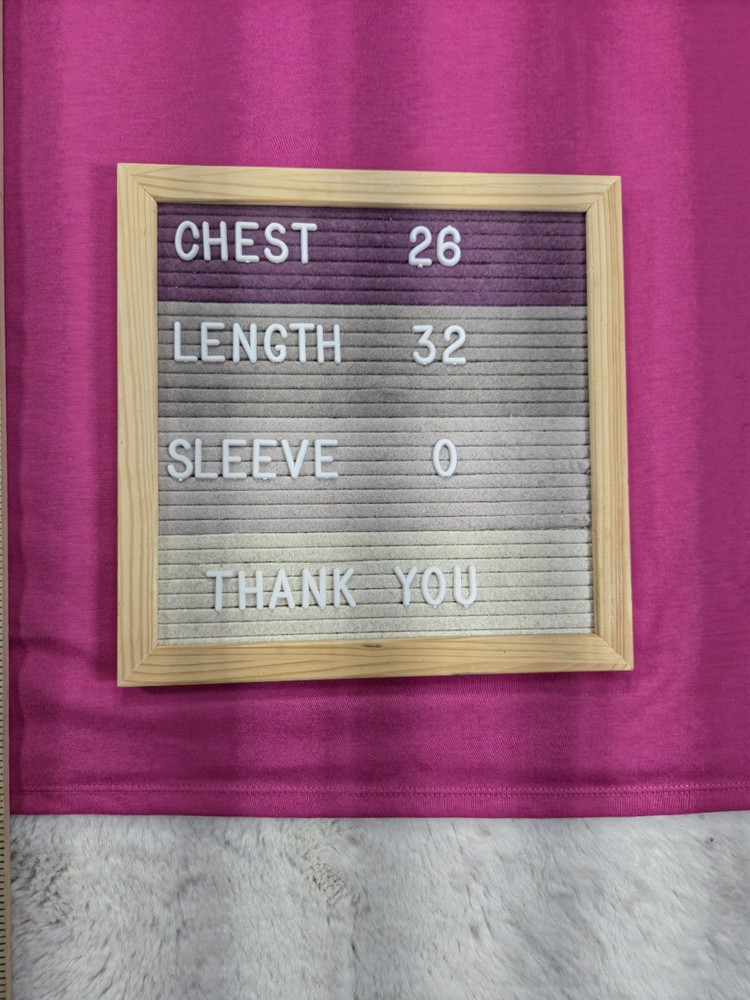 CHEST 26
LENGTH 32
SLEEVE 0
THANK YOU